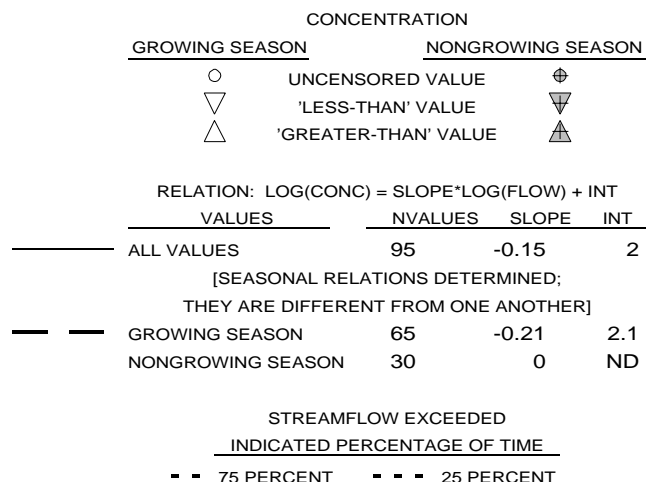 CONCENTRATION
GROWING SEASON NONGROWING SEASON
UNCENSORED VALUE
'LESS-THAN' VALUE
'GREATER-THAN' VALUE
RELATION: LOG(CONC) = SLOPE*LOG(FLOW) + INT
VALUES NVALUES SLOPE INT
ALL VALUES 95 -0.15 2
[SEASONAL RELATIONS DETERMINED;
THEY ARE DIFFERENT FROM ONE ANOTHER]
GROWING SEASON 65 -0.21 2.1
NONGROWING SEASON 30 0 ND
STREAMFLOW EXCEEDED
INDICATED PERCENTAGE OF TIME
75 PERCENT 25 PERCENT